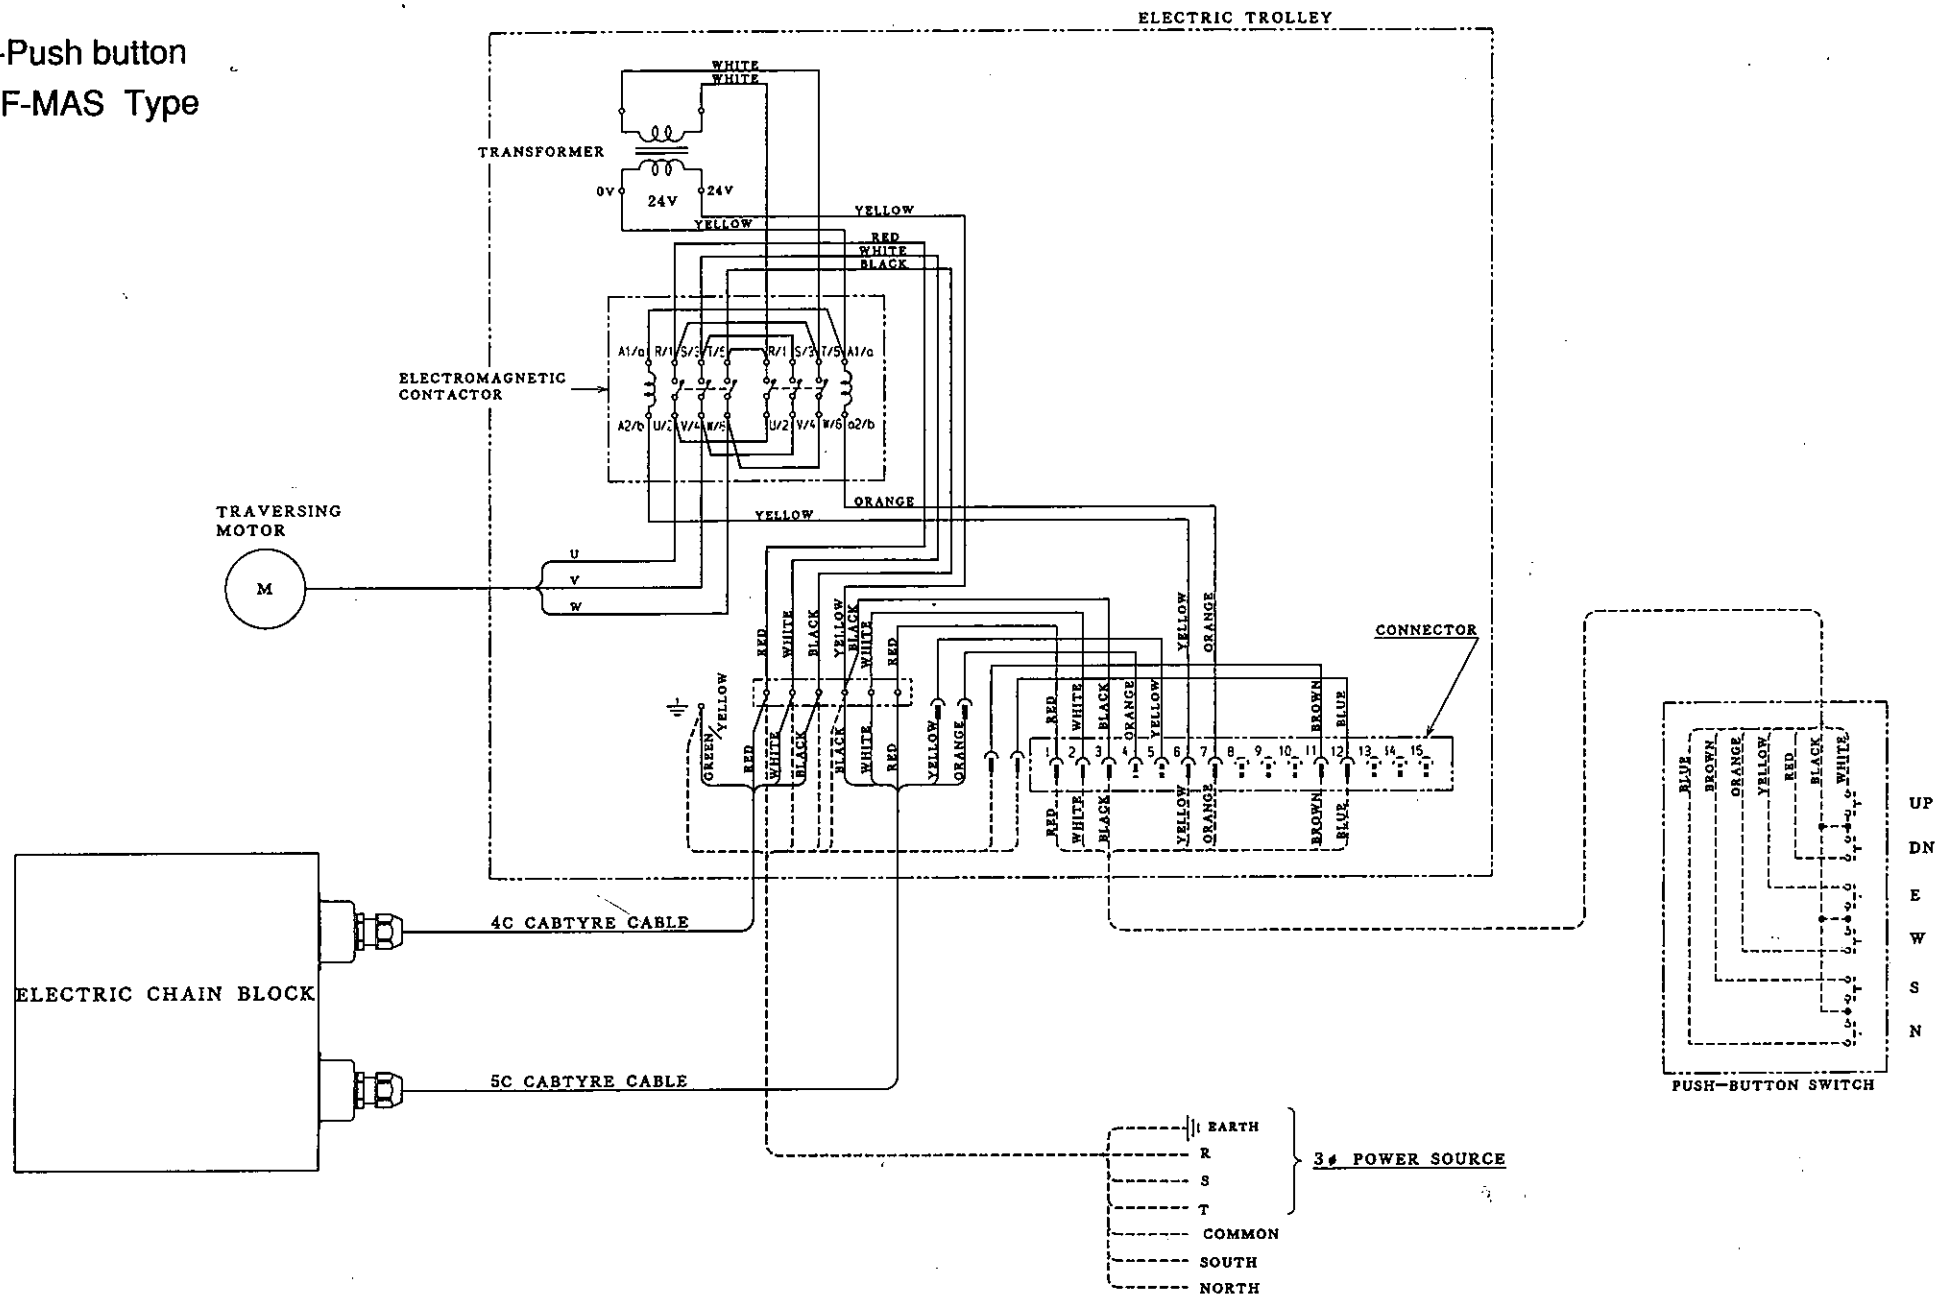 -Push button
F-MAS Type
ELECTRIC TROLLEY
WHITE
WHITE
TRANSFORMER
0V
24V
24V
YELLOW
YELLOW
RED
WHITE
BLACK
A1/a R/1 S/3 T/5 R/1 S/3 T/5 A1/a
ELECTROMAGNETIC
CONTACTOR
A2/b U/2 V/4 W/6 U/2 V/4 W/6 a2/b
ORANGE
YELLOW
TRAVERSING
MOTOR
M
U
V
W
RED
WHITE
BLACK
YELLOW
BLACK
WHITE
RED
YELLOW
ORANGE
CONNECTOR
GREEN/YELLOW
RED
WHITE
BLACK
BLACK
WHITE
RED
YELLOW
ORANGE
RED
WHITE
BLACK
ORANGE
YELLOW
BROWN
BLUE
1 2 3 4 5 6 7 8 9 10 11 12 13 14 15
RED
WHITE
BLACK
YELLOW
ORANGE
BROWN
BLUE
BLUE
BROWN
ORANGE
YELLOW
RED
BLACK
WHITE
UP
DN
E
W
S
N
PUSH-BUTTON SWITCH
4C CABTYRE CABLE
ELECTRIC CHAIN BLOCK
5C CABTYRE CABLE
EARTH
R
S
T
3φ POWER SOURCE
COMMON
SOUTH
NORTH